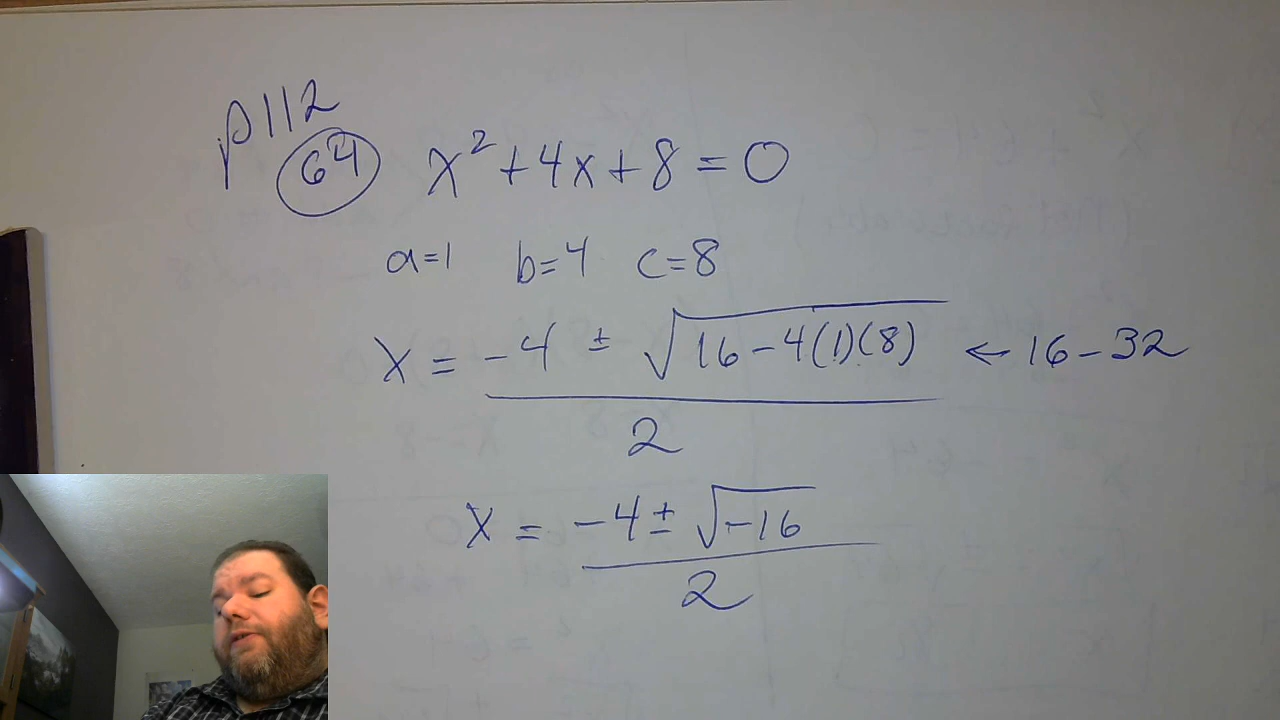 p112
64 x² + 4x + 8 = 0
a=1 b=4 c=8
x = -4 ± √16-4(1)(8) ← 16-32
2
x = -4 ± √-16
2